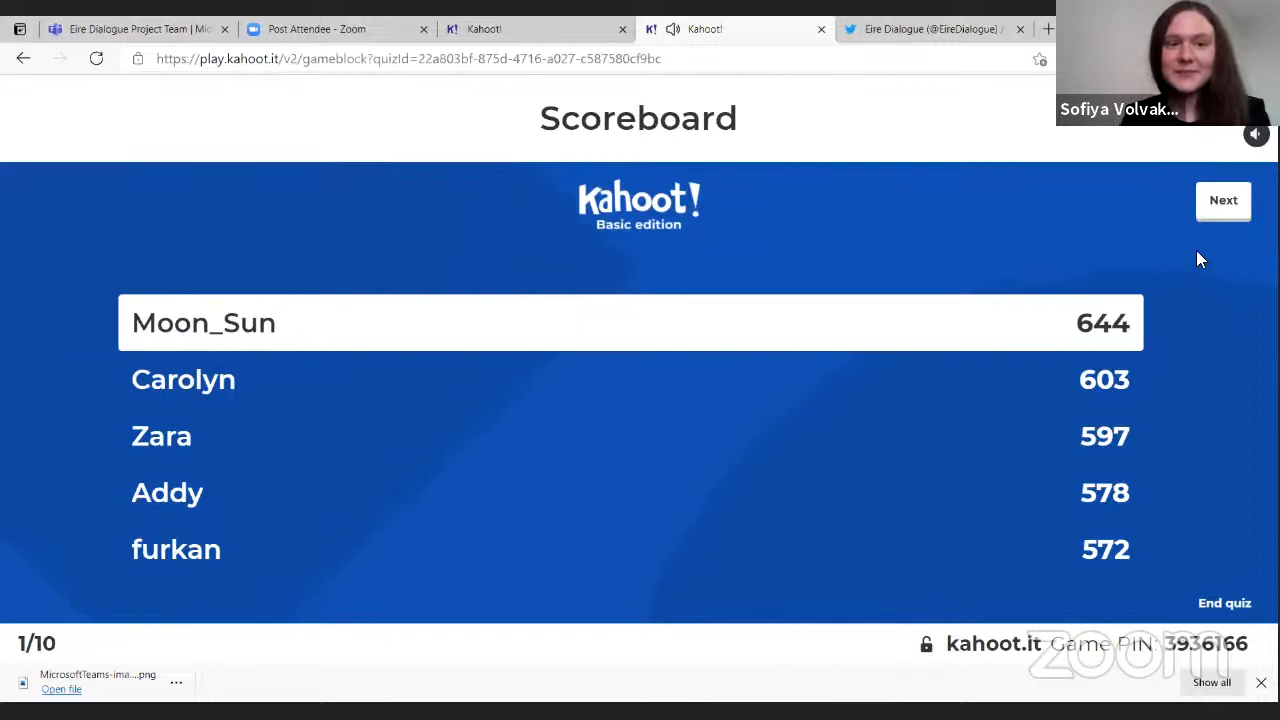 Eire Dialogue Project Team | Mic
Post Attendee - Zoom
K! Kahoot!
K! Kahoot!
Eire Dialogue (@EireDialogue) /
https://play.kahoot.it/v2/gameblock?quizId=22a803bf-875d-4716-a027-c587580cf9bc
Sofiya Volvak...
Scoreboard
Kahoot!
Basic edition
Next
Moon_Sun 644
Carolyn 603
Zara 597
Addy 578
furkan 572
End quiz
1/10
kahoot.it Game PIN: 3936166
zoom
MicrosoftTeams-ima....png
Open file
Show all